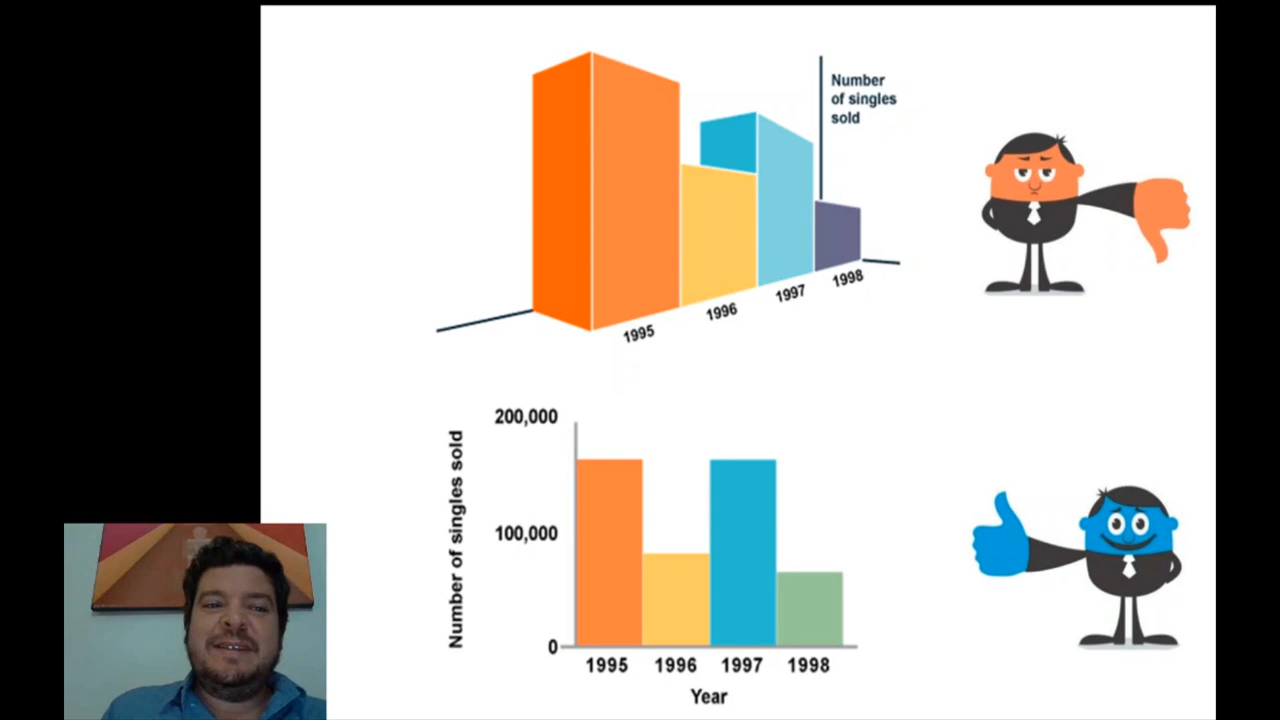 Number
of singles
sold
1995
1996
1997
1998
200,000
100,000
0
Number of singles sold
1995 1996 1997 1998
Year